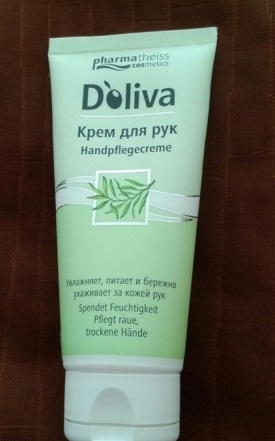 pharmatheiss
cosmetics
D'oliva
Крем для рук
Handpflegecreme
Увлажняет, питает и бережно
ухаживает за кожей рук
Spendet Feuchtigkeit
Pflegt raue,
trockene Hände